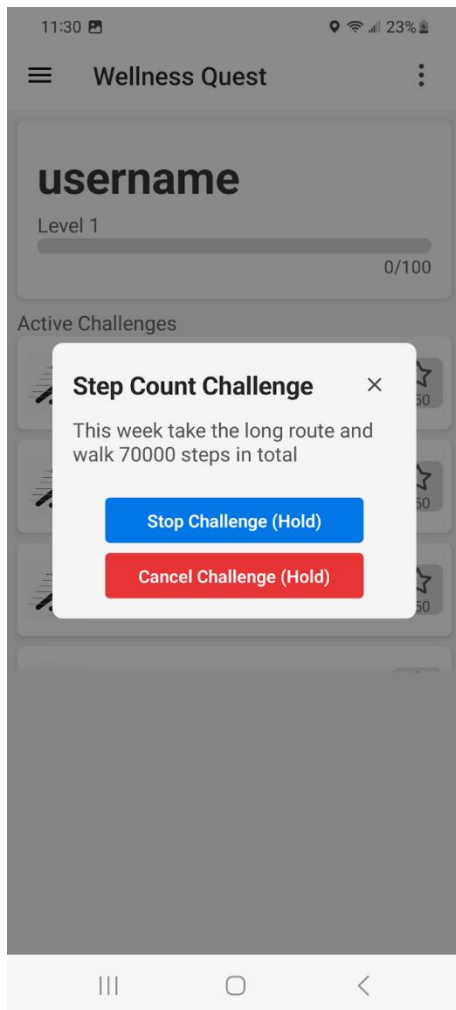 11:30 23%
Wellness Quest
username
Level 1
0/100
Active Challenges
Step Count Challenge
This week take the long route and
walk 70000 steps in total
Stop Challenge (Hold)
Cancel Challenge (Hold)
50
50
50